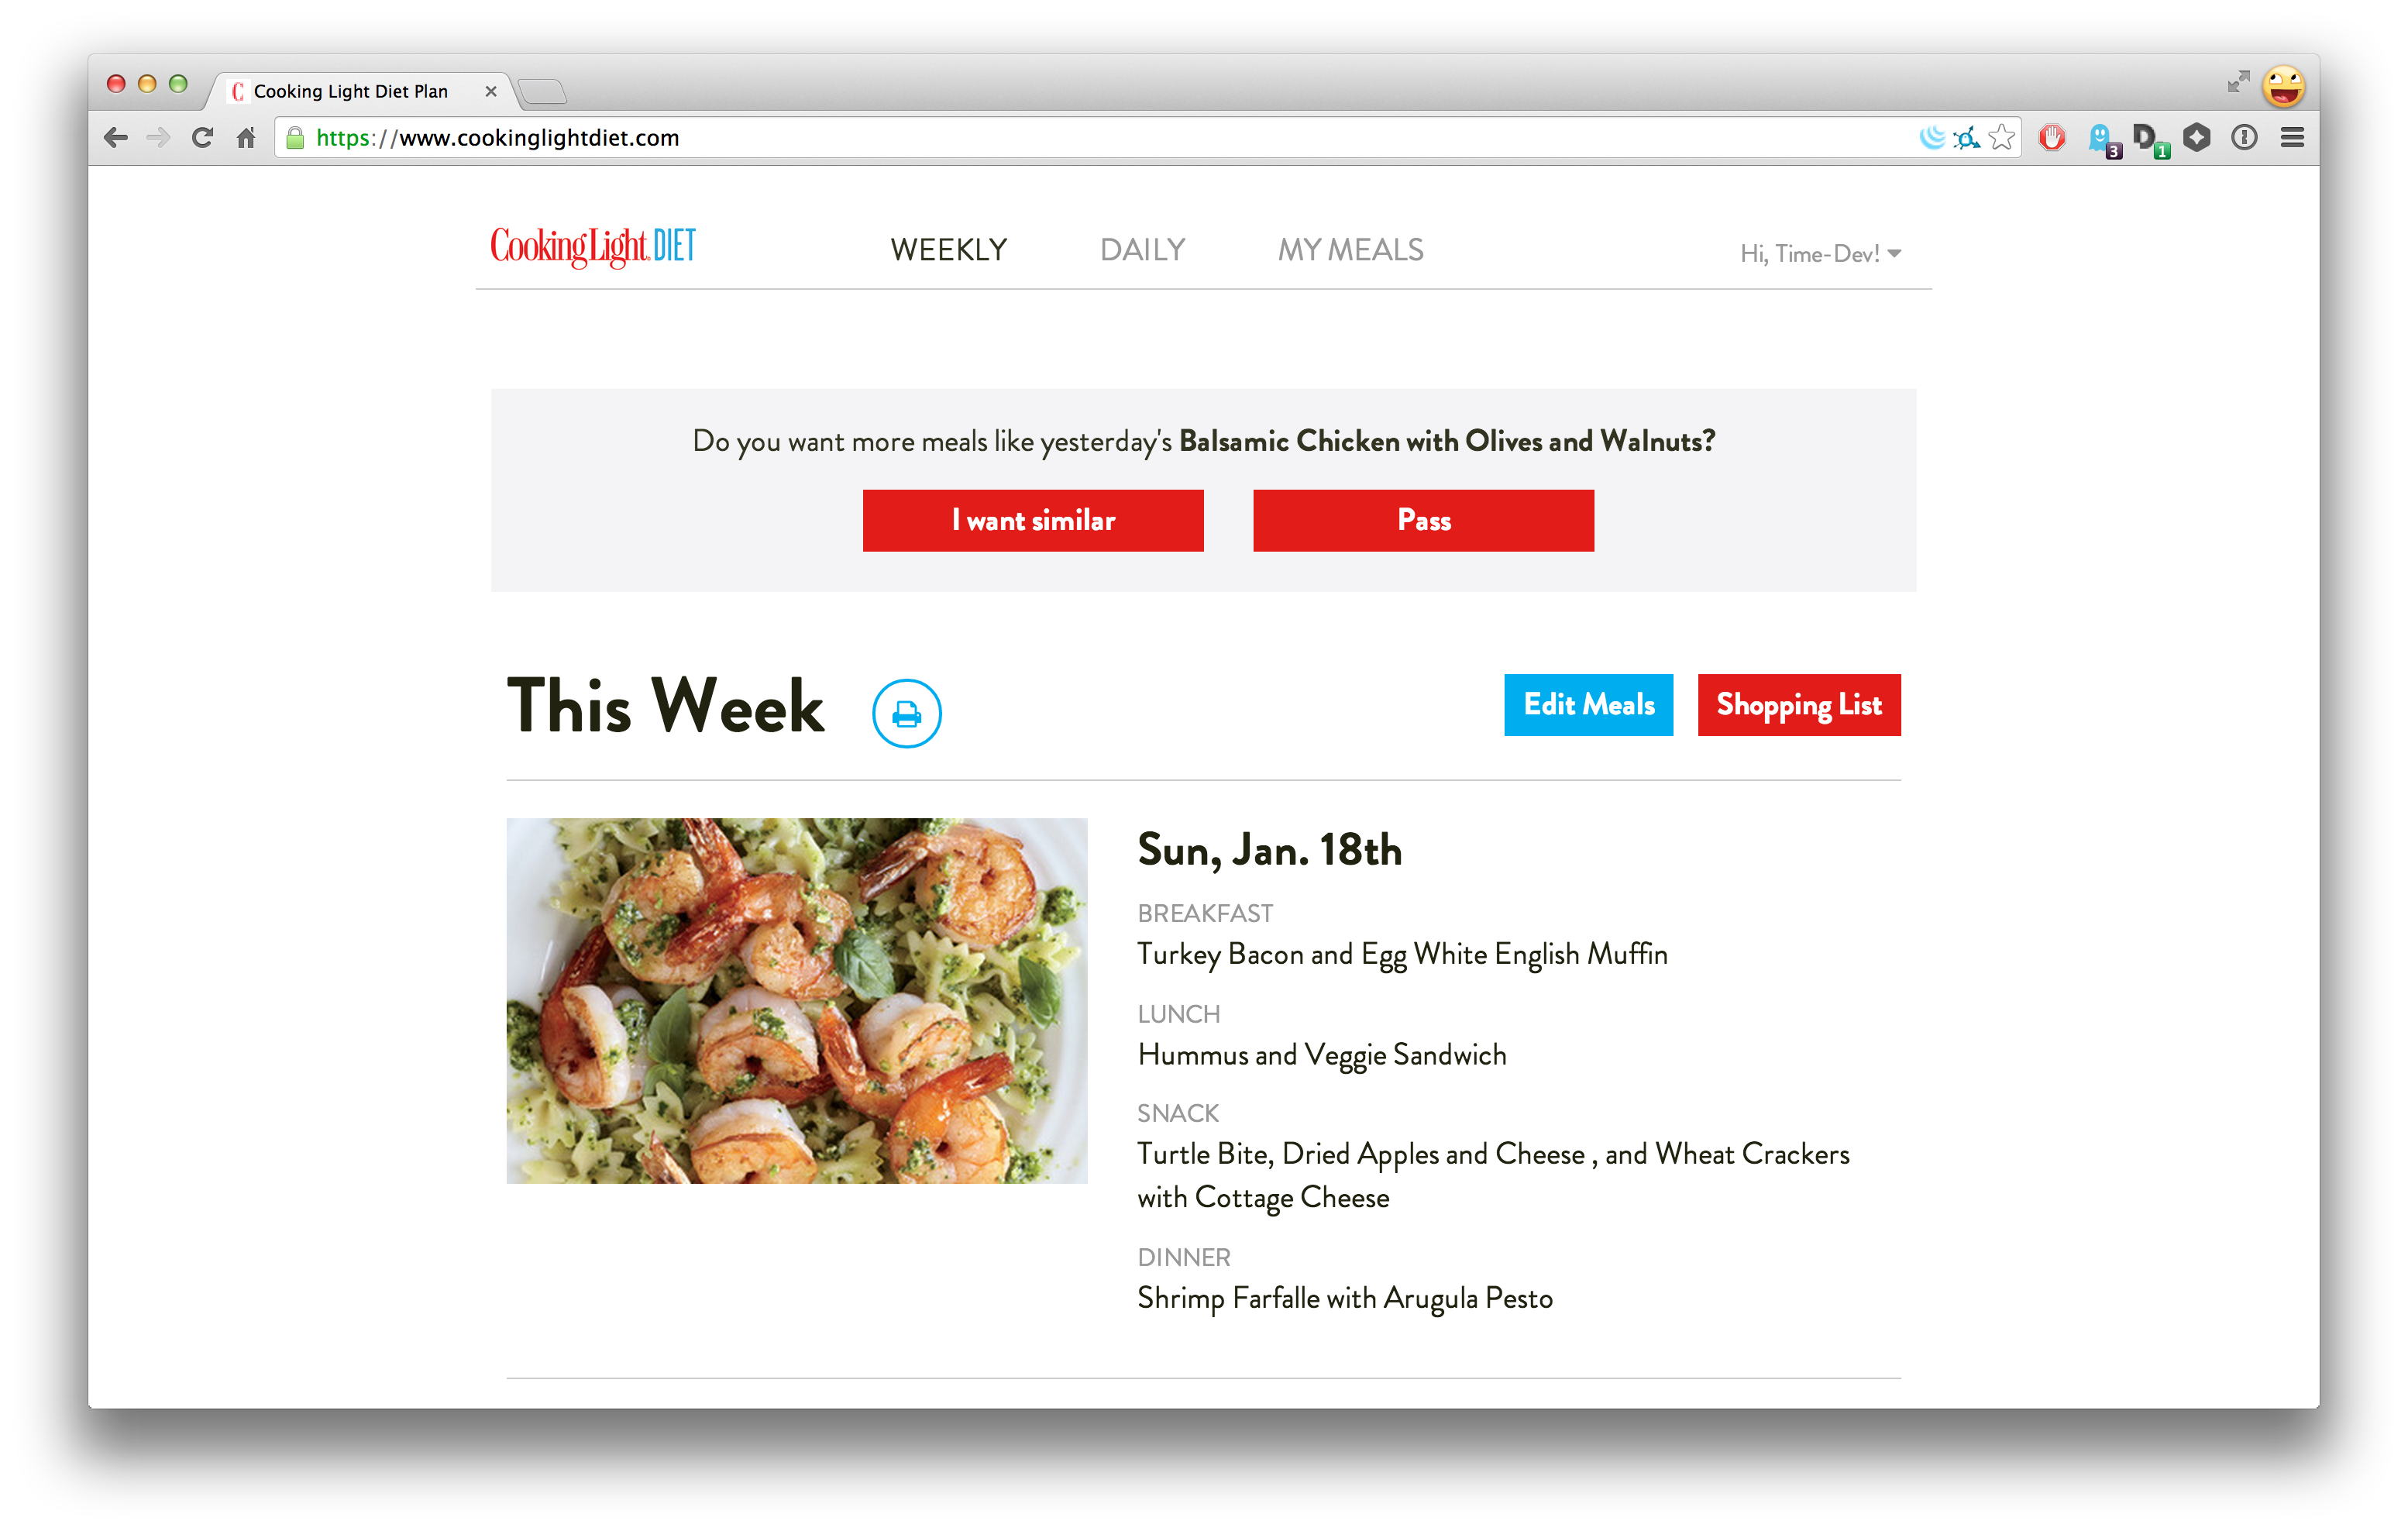 Cooking Light Diet Plan
https://www.cookinglightdiet.com
3
1
CookingLight DIET
WEEKLY
DAILY
MY MEALS
Hi, Time-Dev!
Do you want more meals like yesterday's Balsamic Chicken with Olives and Walnuts?
I want similar
Pass
This Week
Edit Meals
Shopping List
Sun, Jan. 18th
BREAKFAST
Turkey Bacon and Egg White English Muffin
LUNCH
Hummus and Veggie Sandwich
SNACK
Turtle Bite, Dried Apples and Cheese , and Wheat Crackers
with Cottage Cheese
DINNER
Shrimp Farfalle with Arugula Pesto